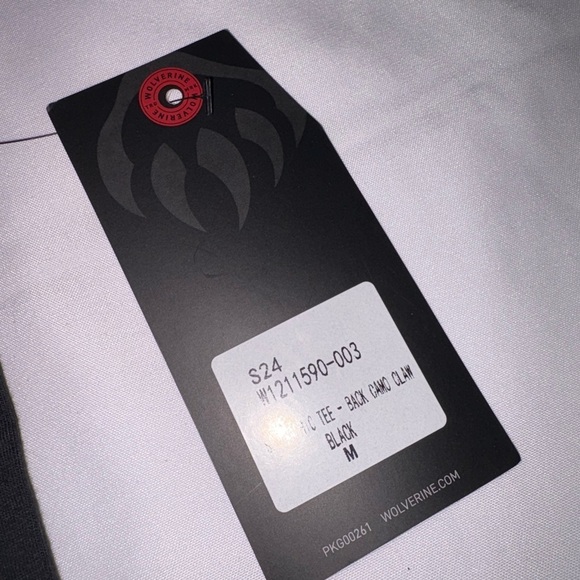 WOLVERINE WOLVERINE
S24
W1211590-003
TEE - BACK CAMO CLAW
BLACK
M
PKG00261 WOLVERINE.COM